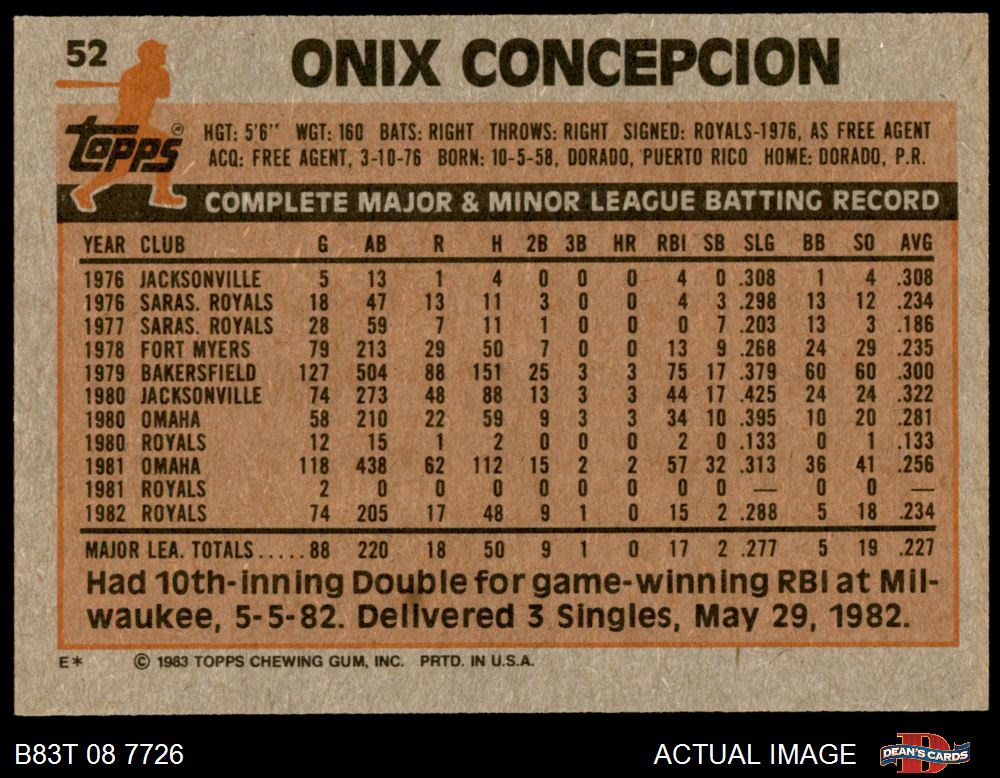 52 ONIX CONCEPCION
Topps®
HGT: 5'6" WGT: 160 BATS: RIGHT THROWS: RIGHT SIGNED: ROYALS-1976, AS FREE AGENT
ACQ: FREE AGENT, 3-10-76 BORN: 10-5-58, DORADO, PUERTO RICO HOME: DORADO, P.R.
COMPLETE MAJOR & MINOR LEAGUE BATTING RECORD
YEAR CLUB G AB R H 2B 3B HR RBI SB SLG BB SO AVG
1976 JACKSONVILLE 5 13 1 4 0 0 0 4 0 .308 1 4 .308
1976 SARAS. ROYALS 18 47 13 11 3 0 0 4 3 .298 13 12 .234
1977 SARAS. ROYALS 28 59 7 11 1 0 0 0 7 .203 13 3 .186
1978 FORT MYERS 79 213 29 50 7 0 0 13 9 .268 24 29 .235
1979 BAKERSFIELD 127 504 88 151 25 3 3 75 17 .379 60 60 .300
1980 JACKSONVILLE 74 273 48 88 13 3 3 44 17 .425 24 24 .322
1980 OMAHA 58 210 22 59 9 3 3 34 10 .395 10 20 .281
1980 ROYALS 12 15 1 2 0 0 0 2 0 .133 0 1 .133
1981 OMAHA 118 438 62 112 15 2 2 57 32 .313 36 41 .256
1981 ROYALS 2 0 0 0 0 0 0 0 0 — 0 0 —
1982 ROYALS 74 205 17 48 9 1 0 15 2 .288 5 18 .234
MAJOR LEA. TOTALS.....88 220 18 50 9 1 0 17 2 .277 5 19 .227
Had 10th-inning Double for game-winning RBI at Mil-
waukee, 5-5-82. Delivered 3 Singles, May 29, 1982.
E* © 1983 TOPPS CHEWING GUM, INC. PRTD. IN U.S.A.
B83T 08 7726 ACTUAL IMAGE DEAN'S CARDS